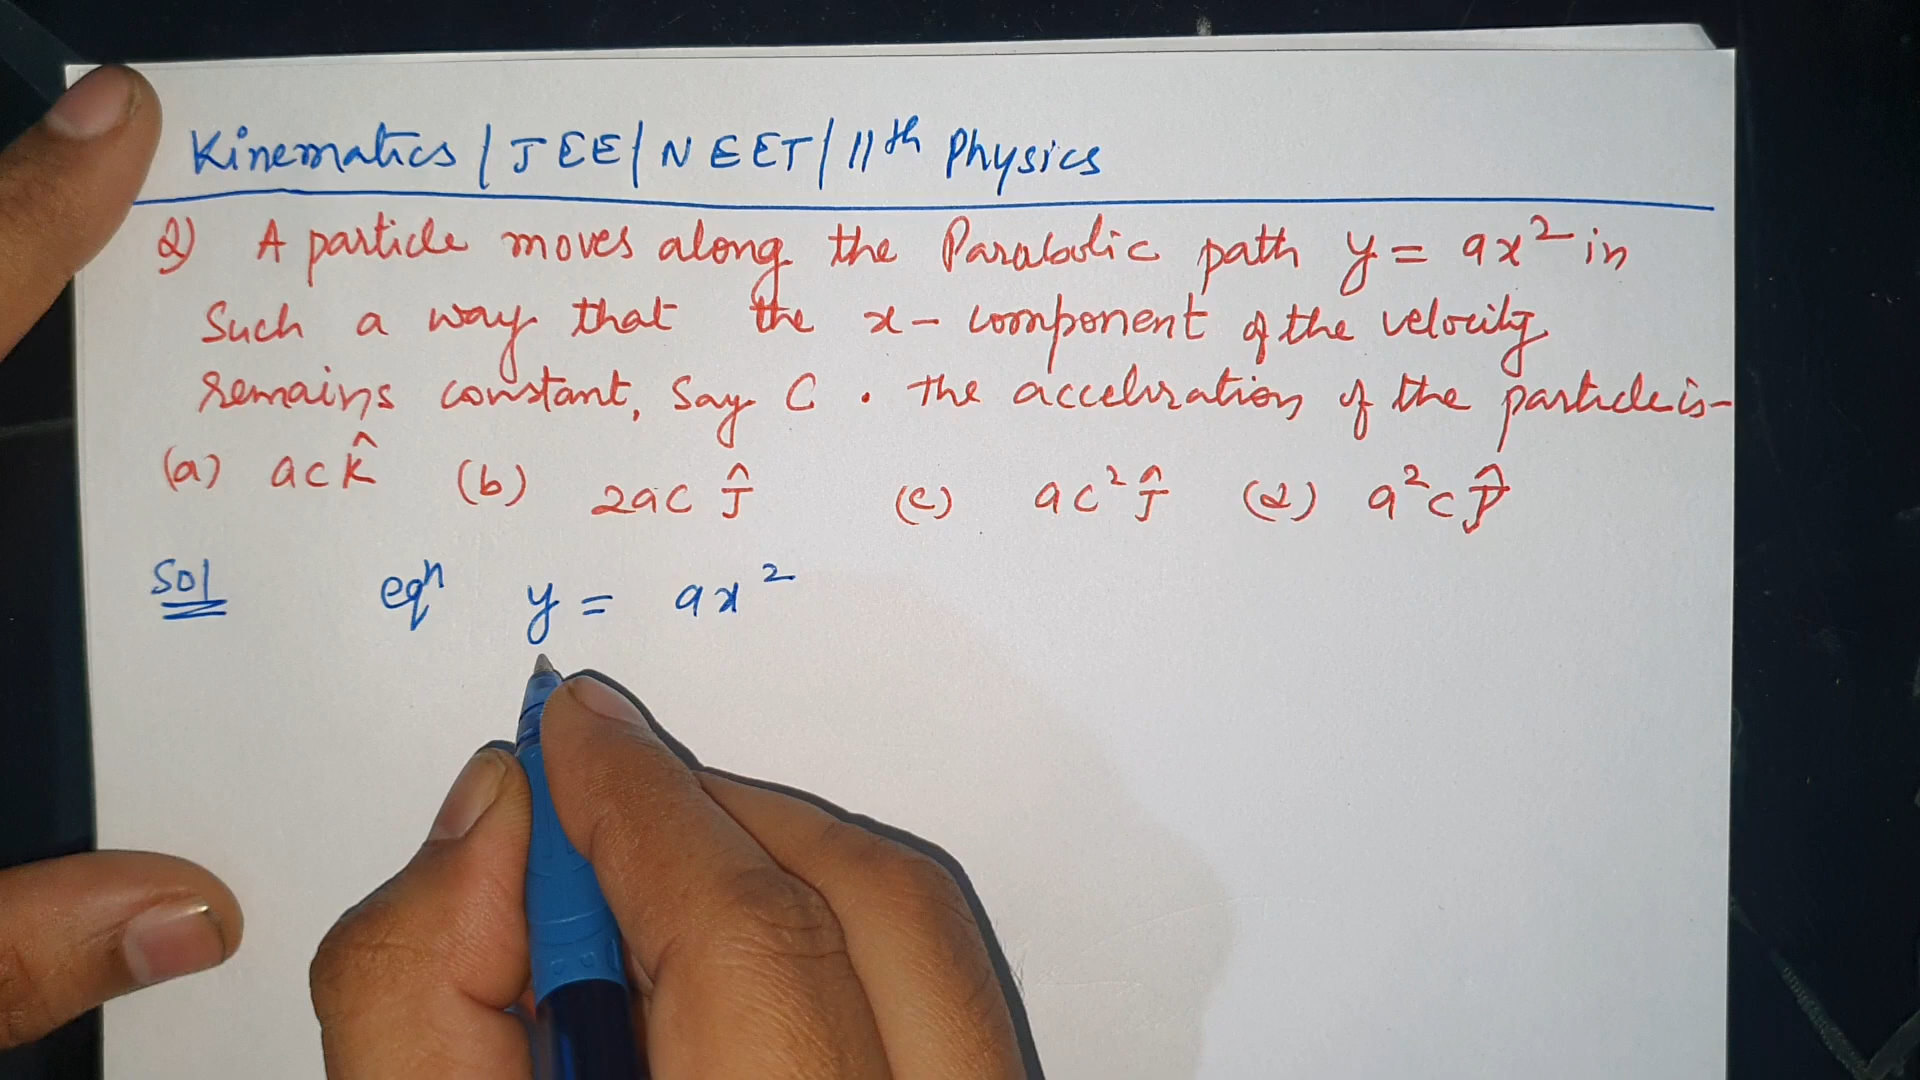 Kinematics / JEE / NEET / 11th Physics
Q) A particle moves along the Parabolic path y = ax² in
Such a way that the x - component of the velocity
remains constant, Say C . The acceleration of the particle is -
(a) ac k̂ (b) 2ac ĵ (c) ac² ĵ (d) a²c ĵ
Sol eqⁿ y = ax²